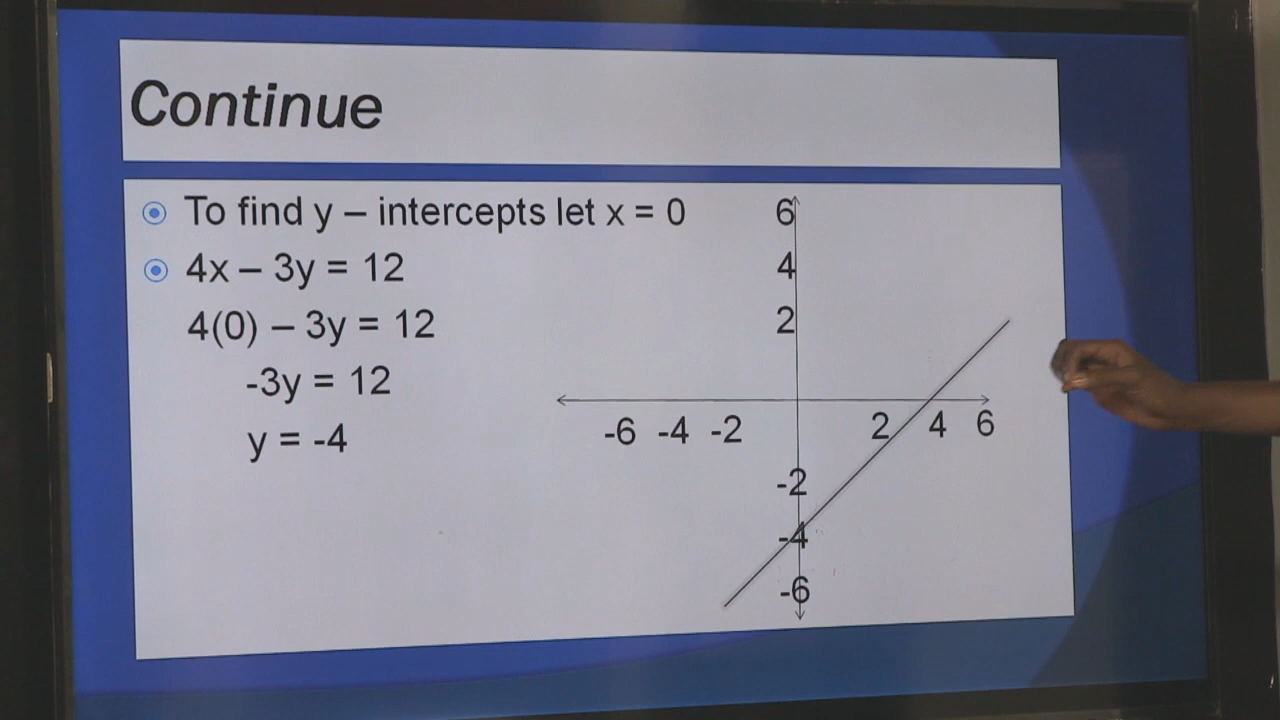 Continue
To find y – intercepts let x = 0
4x – 3y = 12
4(0) – 3y = 12
-3y = 12
y = -4
6
4
2
-6 -4 -2 2 4 6
-2
-4
-6